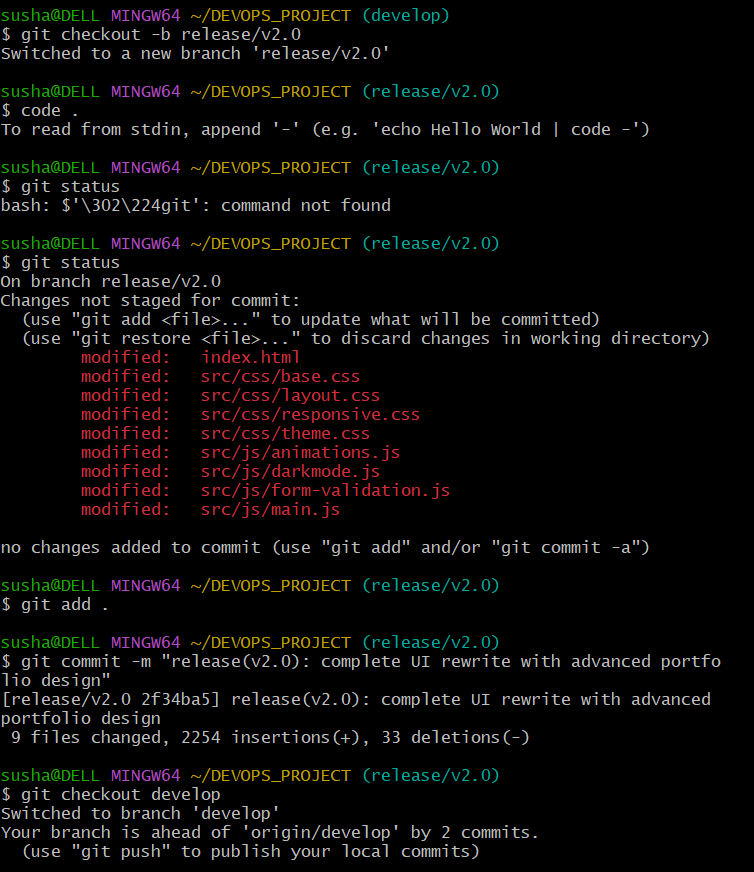 susha@DELL MINGW64 ~/DEVOPS_PROJECT (develop)
$ git checkout -b release/v2.0
Switched to a new branch 'release/v2.0'
susha@DELL MINGW64 ~/DEVOPS_PROJECT (release/v2.0)
$ code .
To read from stdin, append '-' (e.g. 'echo Hello World | code -')
susha@DELL MINGW64 ~/DEVOPS_PROJECT (release/v2.0)
$ git status
bash: $'\302\224git': command not found
susha@DELL MINGW64 ~/DEVOPS_PROJECT (release/v2.0)
$ git status
On branch release/v2.0
Changes not staged for commit:
  (use "git add <file>..." to update what will be committed)
  (use "git restore <file>..." to discard changes in working directory)
        modified:   index.html
        modified:   src/css/base.css
        modified:   src/css/layout.css
        modified:   src/css/responsive.css
        modified:   src/css/theme.css
        modified:   src/js/animations.js
        modified:   src/js/darkmode.js
        modified:   src/js/form-validation.js
        modified:   src/js/main.js
no changes added to commit (use "git add" and/or "git commit -a")
susha@DELL MINGW64 ~/DEVOPS_PROJECT (release/v2.0)
$ git add .
susha@DELL MINGW64 ~/DEVOPS_PROJECT (release/v2.0)
$ git commit -m "release(v2.0): complete UI rewrite with advanced portfo
lio design"
[release/v2.0 2f34ba5] release(v2.0): complete UI rewrite with advanced
portfolio design
 9 files changed, 2254 insertions(+), 33 deletions(-)
susha@DELL MINGW64 ~/DEVOPS_PROJECT (release/v2.0)
$ git checkout develop
Switched to branch 'develop'
Your branch is ahead of 'origin/develop' by 2 commits.
  (use "git push" to publish your local commits)